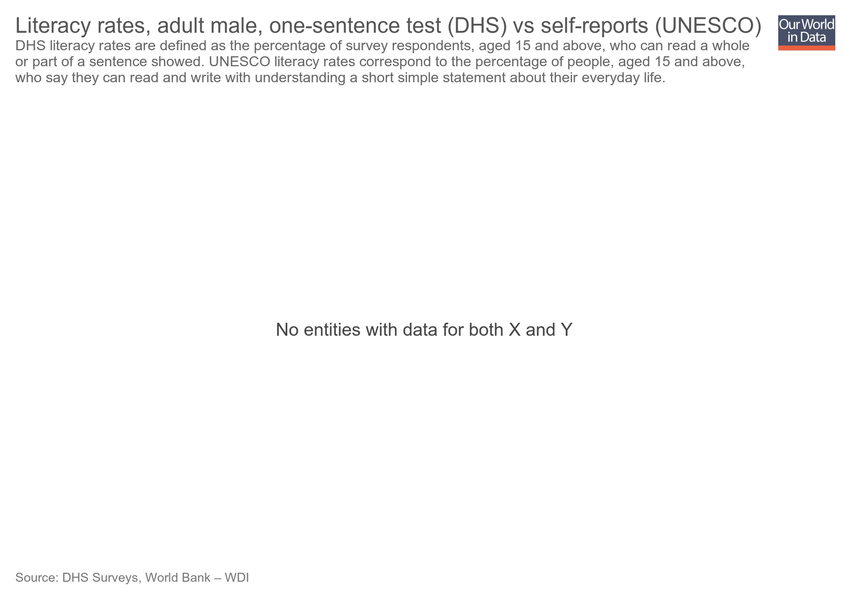 Literacy rates, adult male, one-sentence test (DHS) vs self-reports (UNESCO)
Our World
in Data
DHS literacy rates are defined as the percentage of survey respondents, aged 15 and above, who can read a whole
or part of a sentence showed. UNESCO literacy rates correspond to the percentage of people, aged 15 and above,
who say they can read and write with understanding a short simple statement about their everyday life.
No entities with data for both X and Y
Source: DHS Surveys, World Bank – WDI